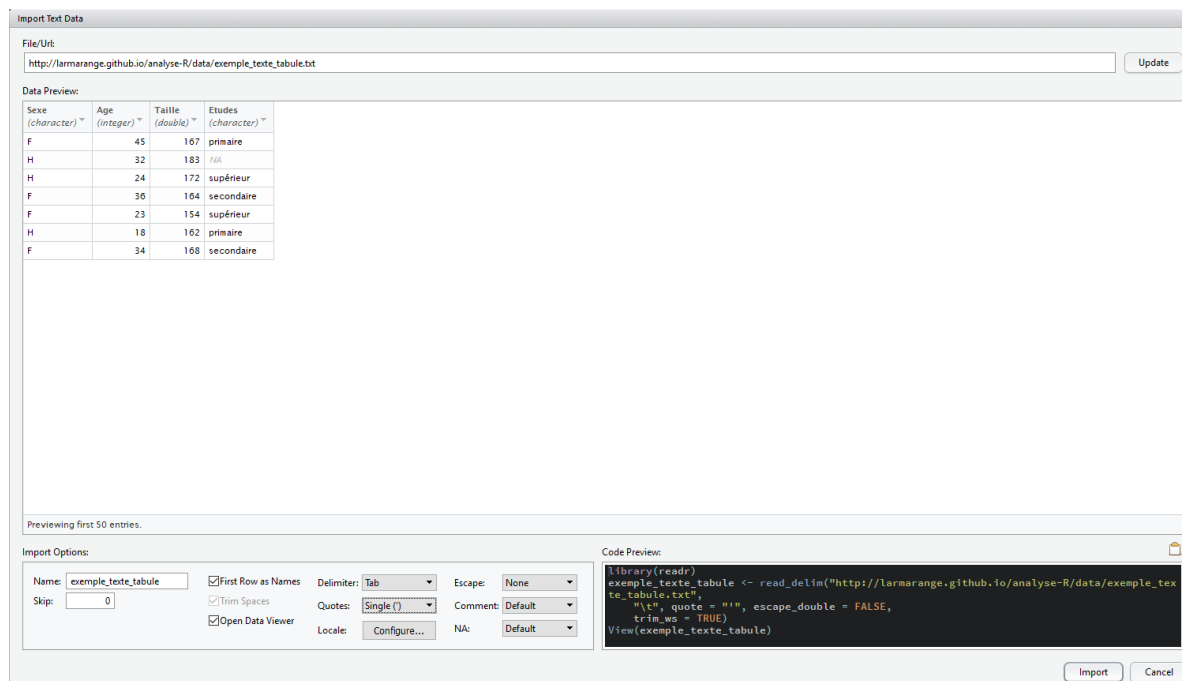 Import Text Data
File/Url:
http://larmarange.github.io/analyse-R/data/exemple_texte_tabule.txt
Update
Data Preview:
Sexe Age Taille Etudes
(character) (integer) (double) (character)
F 45 167 primaire
H 32 183 NA
H 24 172 supérieur
F 36 164 secondaire
F 23 154 supérieur
H 18 162 primaire
F 34 168 secondaire
Previewing first 50 entries.
Import Options:
Name: exemple_texte_tabule
Skip: 0
First Row as Names
Trim Spaces
Open Data Viewer
Delimiter: Tab
Quotes: Single (')
Locale: Configure...
Escape: None
Comment: Default
NA: Default
Code Preview:
library(readr)
exemple_texte_tabule <- read_delim("http://larmarange.github.io/analyse-R/data/exemple_tex
te_tabule.txt",
"\t", quote = "'", escape_double = FALSE,
trim_ws = TRUE)
View(exemple_texte_tabule)
Import Cancel